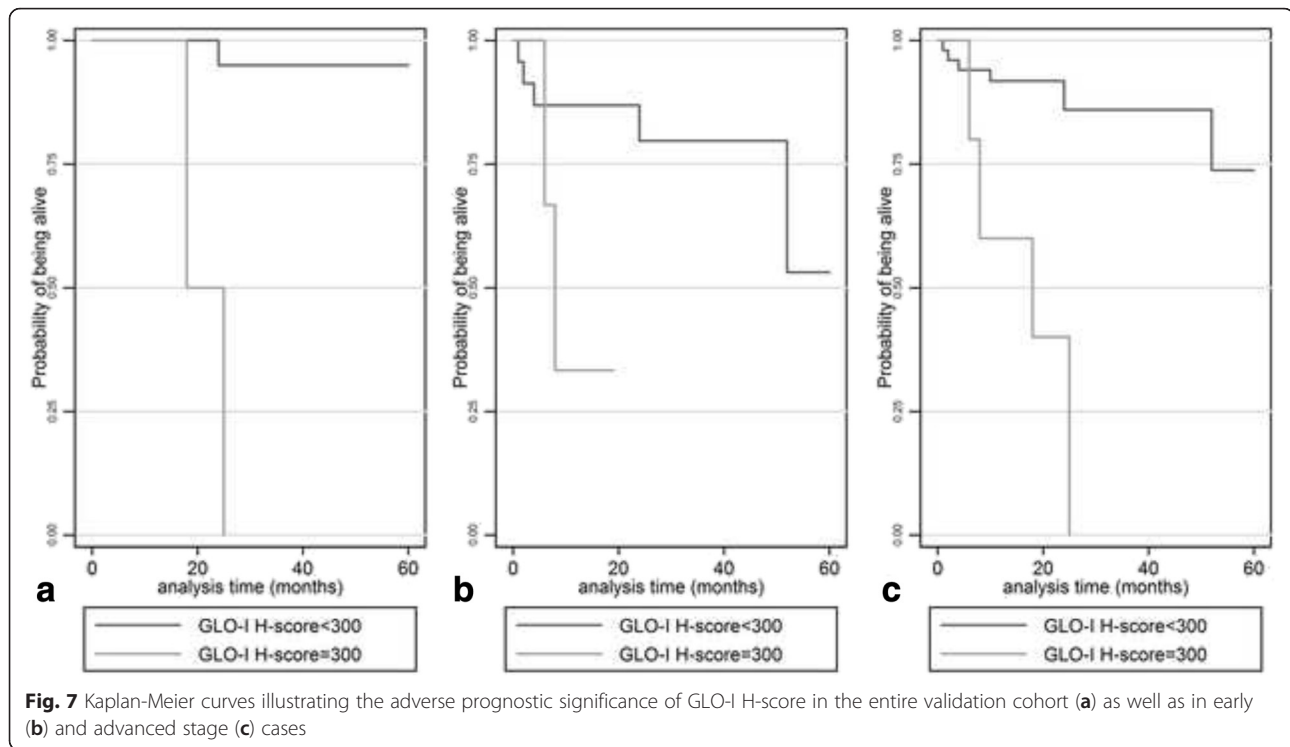 1.00
0.75
0.50
0.25
0.00
Probability of being alive
0 20 40 60
analysis time (months)
a
GLO-I H-score<300
GLO-I H-score=300
1.00
0.75
0.50
0.25
0.00
Probability of being alive
0 20 40 60
analysis time (months)
b
GLO-I H-score<300
GLO-I H-score=300
1.00
0.75
0.50
0.25
0.00
Probability of being alive
0 20 40 60
analysis time (months)
c
GLO-I H-score<300
GLO-I H-score=300
Fig. 7 Kaplan-Meier curves illustrating the adverse prognostic significance of GLO-I H-score in the entire validation cohort (a) as well as in early
(b) and advanced stage (c) cases